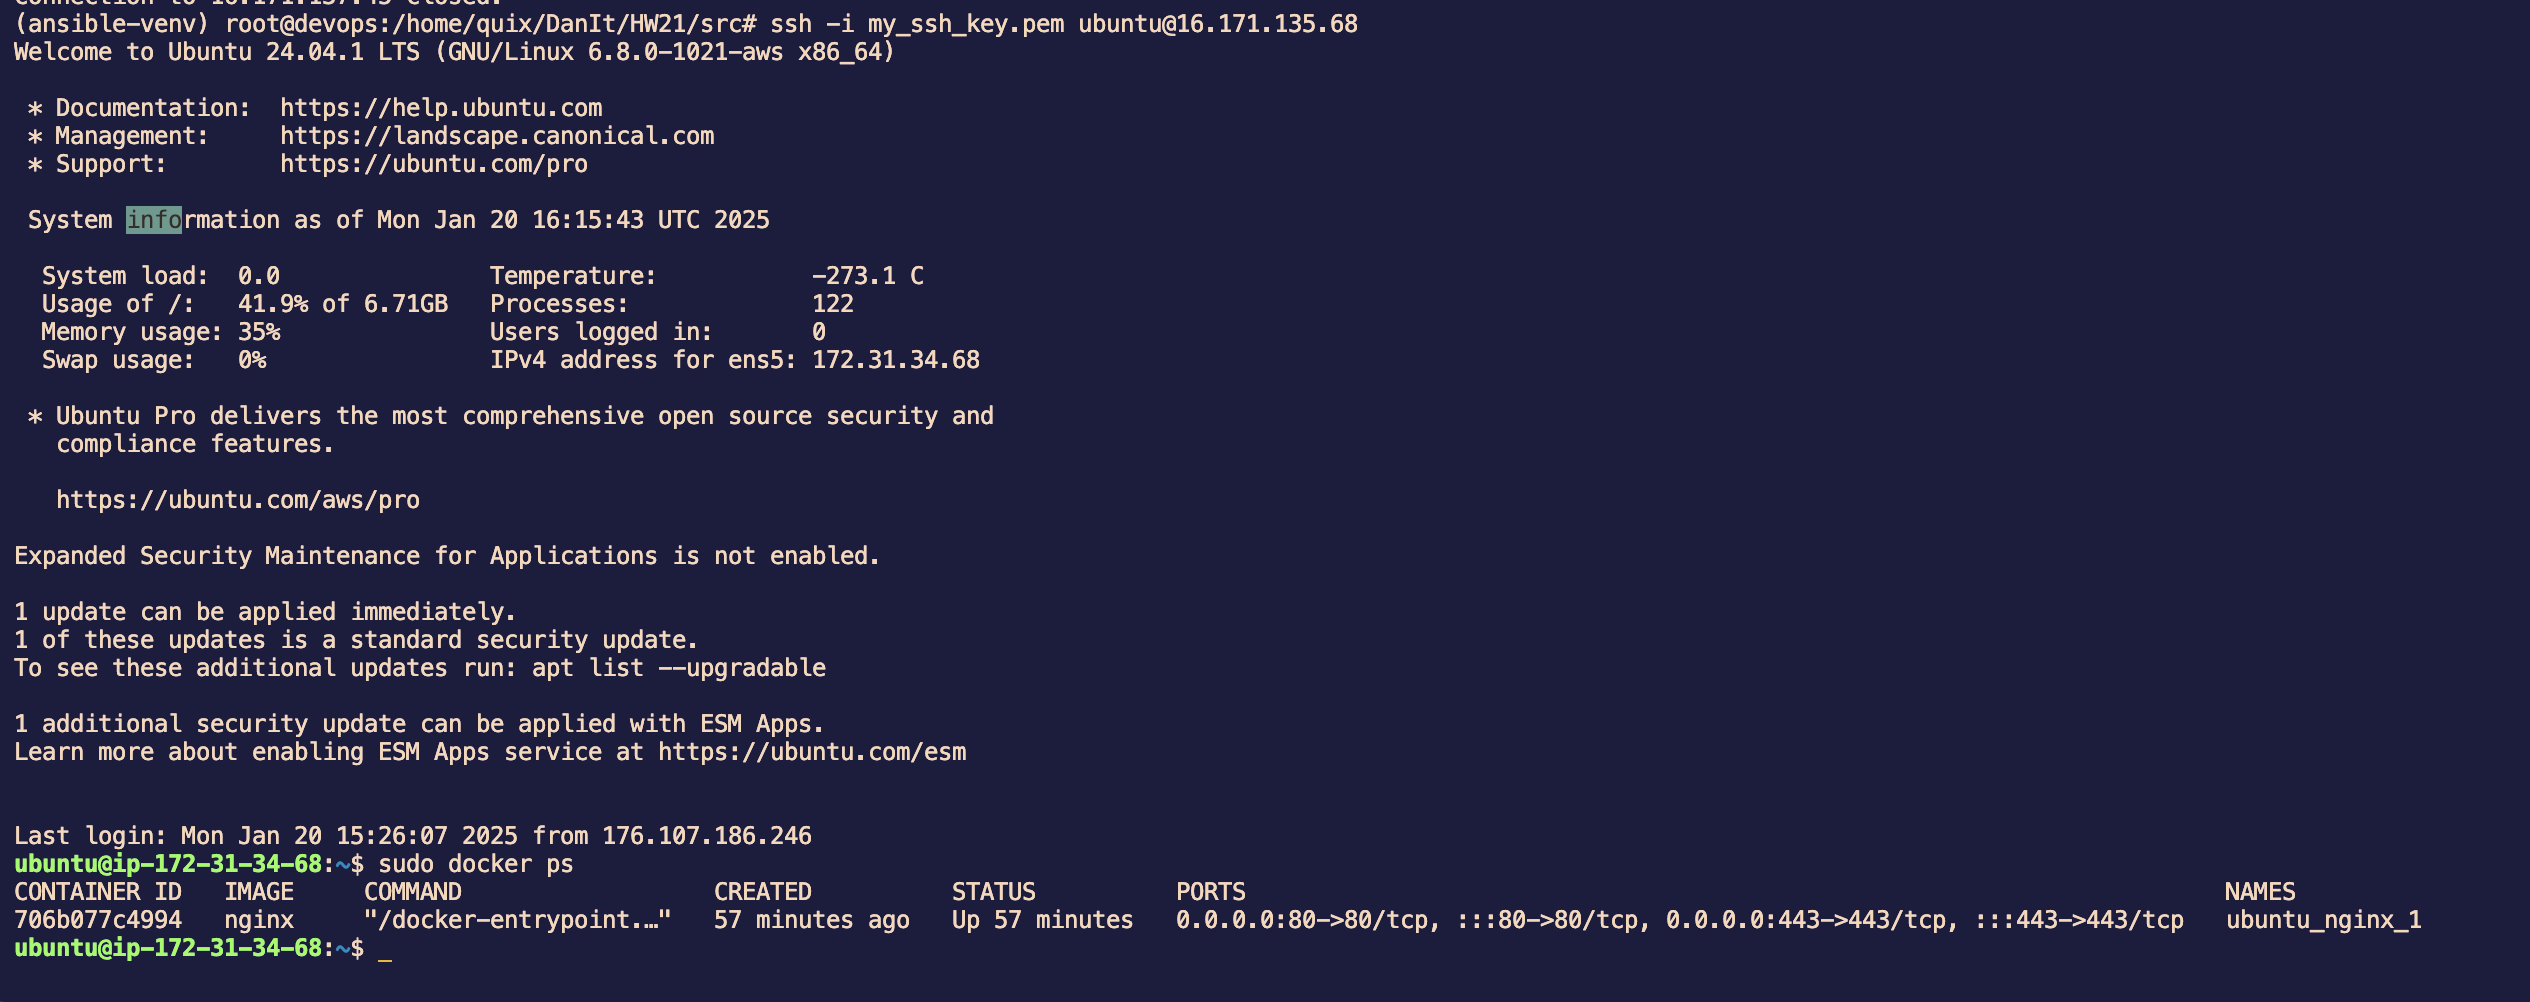 Connection to 16.171.137.45 closed.
(ansible-venv) root@devops:/home/quix/DanIt/HW21/src# ssh -i my_ssh_key.pem ubuntu@16.171.135.68
Welcome to Ubuntu 24.04.1 LTS (GNU/Linux 6.8.0-1021-aws x86_64)
* Documentation:  https://help.ubuntu.com
* Management:     https://landscape.canonical.com
* Support:        https://ubuntu.com/pro
System information as of Mon Jan 20 16:15:43 UTC 2025
System load:  0.0               Temperature:           -273.1 C
Usage of /:   41.9% of 6.71GB   Processes:             122
Memory usage: 35%               Users logged in:       0
Swap usage:   0%                IPv4 address for ens5: 172.31.34.68
* Ubuntu Pro delivers the most comprehensive open source security and
compliance features.
https://ubuntu.com/aws/pro
Expanded Security Maintenance for Applications is not enabled.
1 update can be applied immediately.
1 of these updates is a standard security update.
To see these additional updates run: apt list --upgradable
1 additional security update can be applied with ESM Apps.
Learn more about enabling ESM Apps service at https://ubuntu.com/esm
Last login: Mon Jan 20 15:26:07 2025 from 176.107.186.246
ubuntu@ip-172-31-34-68:~$ sudo docker ps
CONTAINER ID   IMAGE     COMMAND                  CREATED          STATUS          PORTS                                                                      NAMES
706b077c4994   nginx     "/docker-entrypoint.…"   57 minutes ago   Up 57 minutes   0.0.0.0:80->80/tcp, :::80->80/tcp, 0.0.0.0:443->443/tcp, :::443->443/tcp   ubuntu_nginx_1
ubuntu@ip-172-31-34-68:~$ _